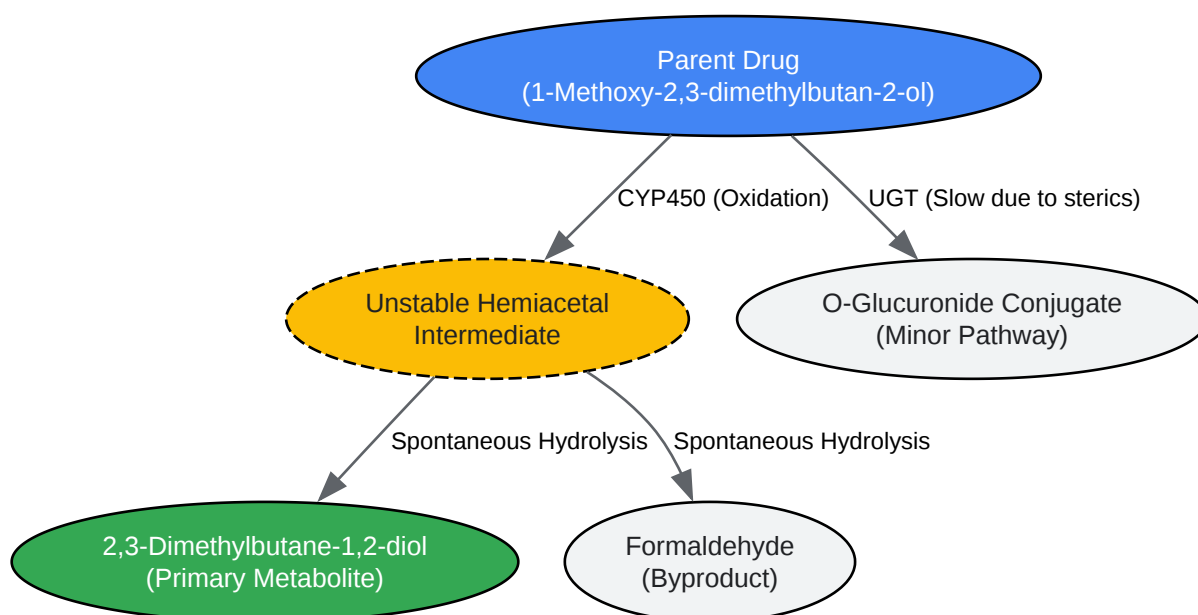 Parent Drug
(1-Methoxy-2,3-dimethylbutan-2-ol)
CYP450 (Oxidation)
UGT (Slow due to sterics)
Unstable Hemiacetal
Intermediate
O-Glucuronide Conjugate
(Minor Pathway)
Spontaneous Hydrolysis
Spontaneous Hydrolysis
2,3-Dimethylbutane-1,2-diol
(Primary Metabolite)
Formaldehyde
(Byproduct)